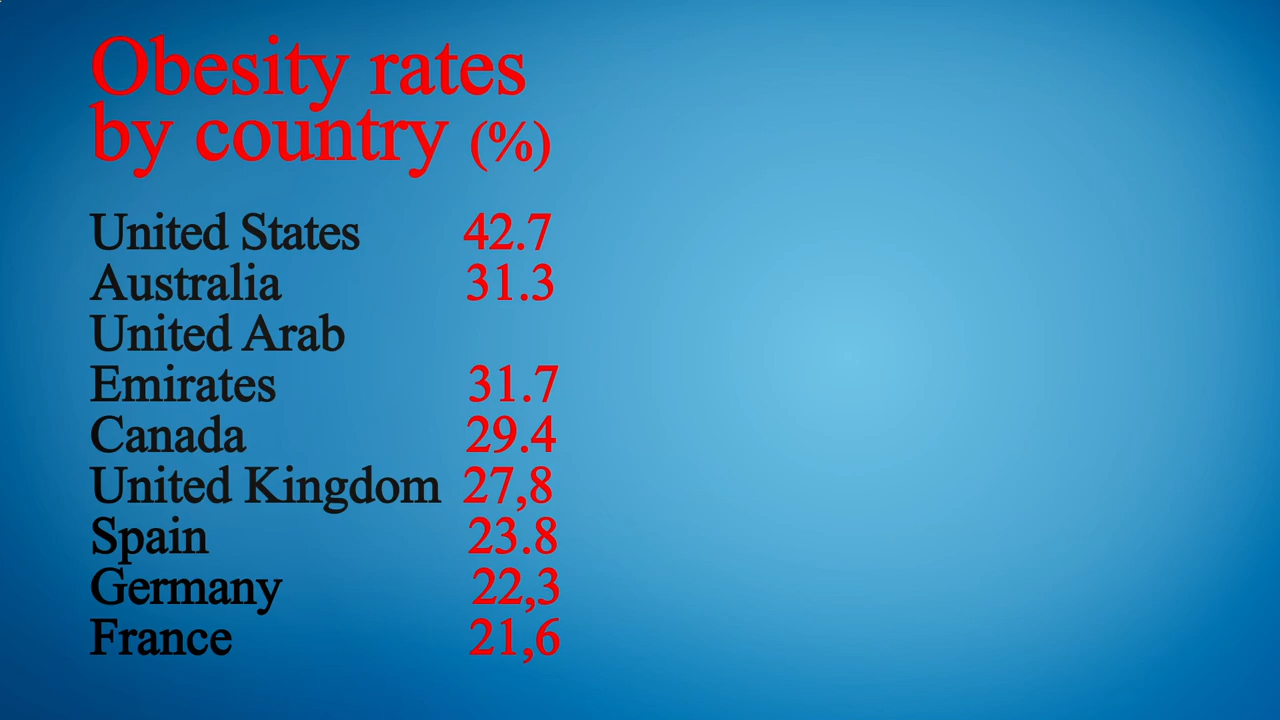 Obesity rates
by country (%)
United States 42.7
Australia 31.3
United Arab
Emirates 31.7
Canada 29.4
United Kingdom 27,8
Spain 23.8
Germany 22,3
France 21,6